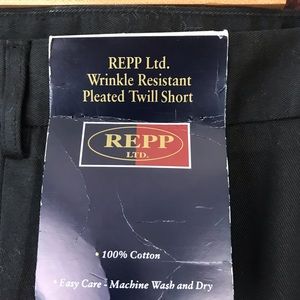 REPP Ltd.
Wrinkle Resistant
Pleated Twill Short
REPP
LTD.
• 100% Cotton
• Easy Care - Machine Wash and Dry